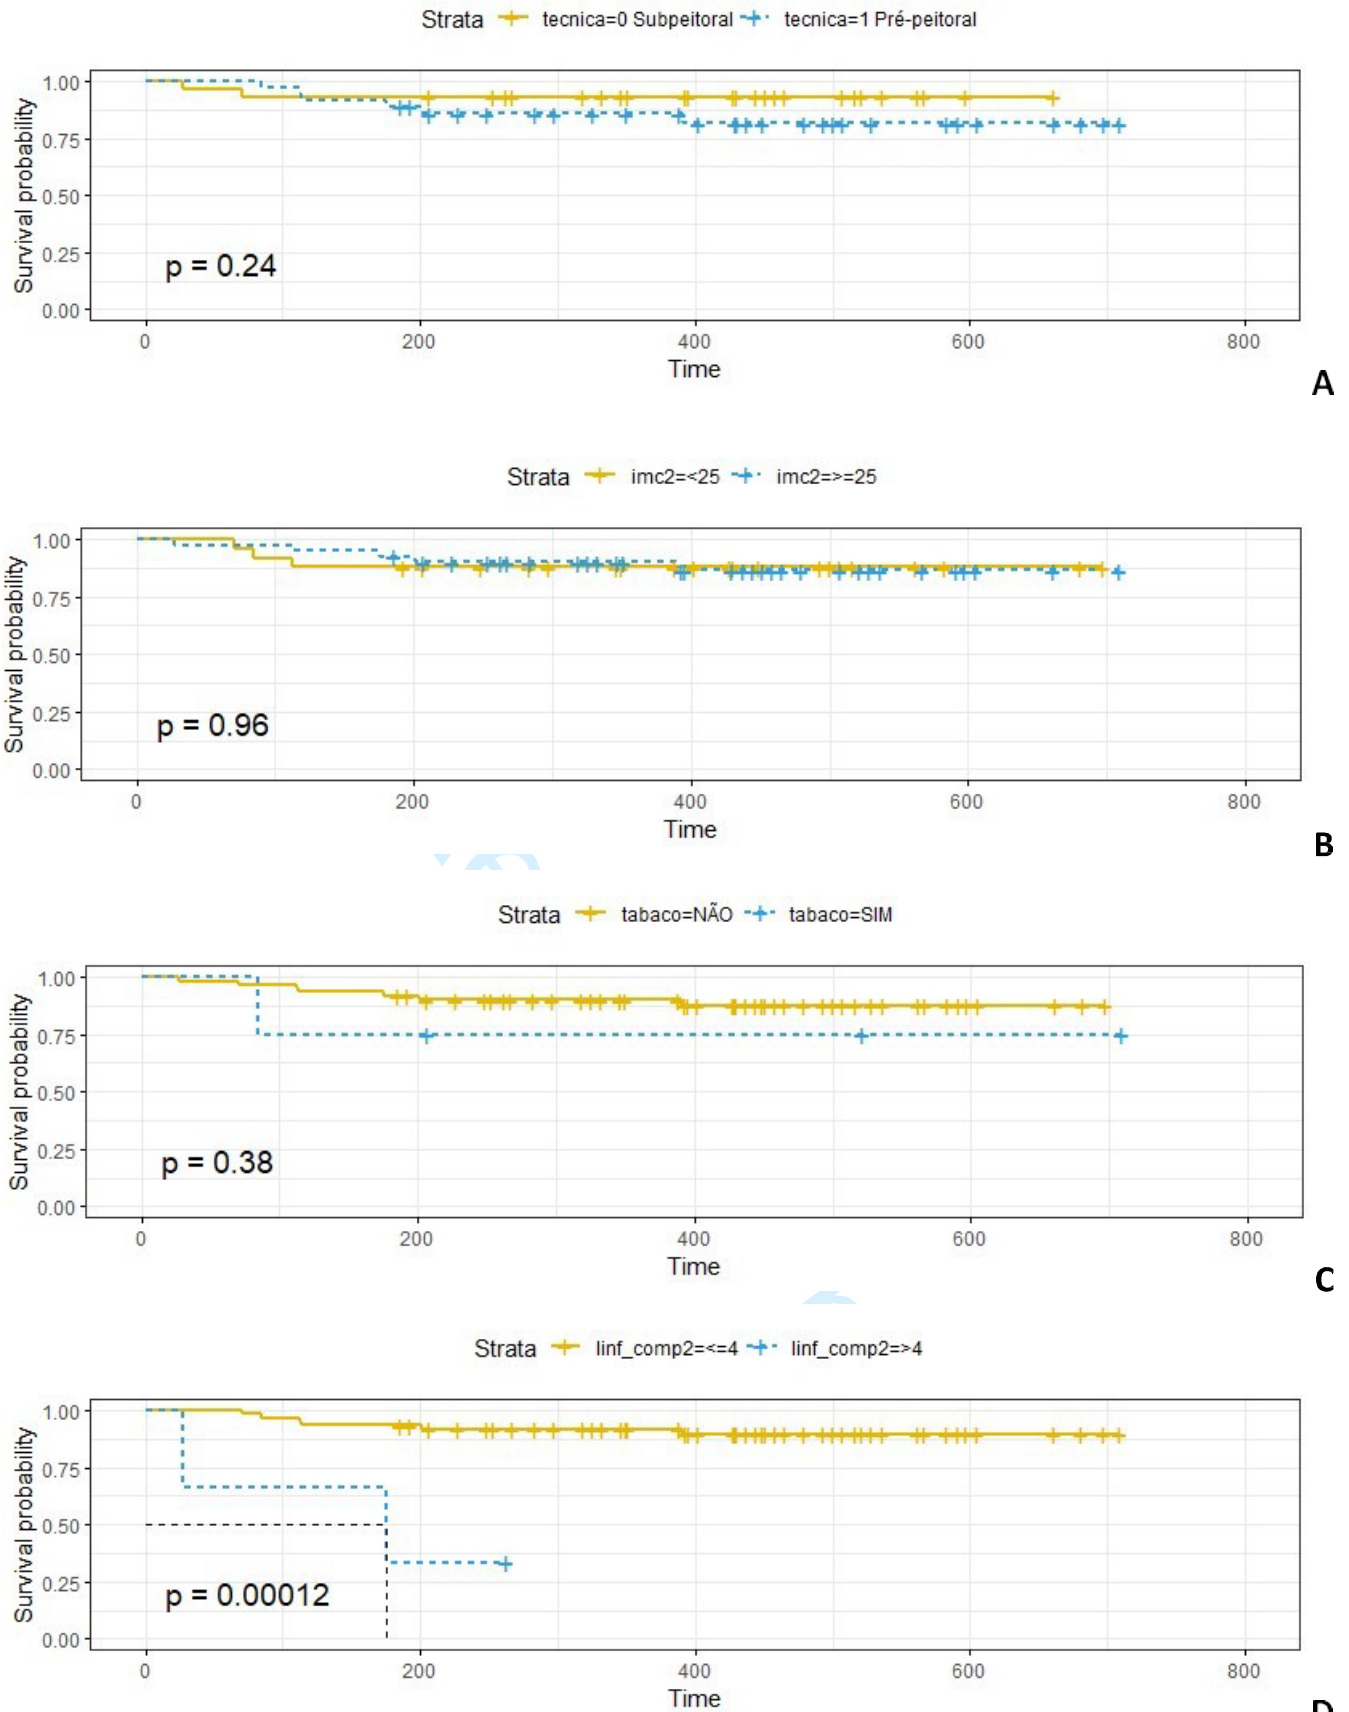 Strata tecnica=0 Subpeitoral tecnica=1 Pré-peitoral
Survival probability
1.00
0.75
0.50
0.25
0.00
p = 0.24
0 200 400 600 800
Time
A
Strata imc2=<25 imc2=>=25
Survival probability
1.00
0.75
0.50
0.25
0.00
p = 0.96
0 200 400 600 800
Time
B
Strata tabaco=NÃO tabaco=SIM
Survival probability
1.00
0.75
0.50
0.25
0.00
p = 0.38
0 200 400 600 800
Time
C
Strata linf_comp2=<=4 linf_comp2=>4
Survival probability
1.00
0.75
0.50
0.25
0.00
p = 0.00012
0 200 400 600 800
Time
D